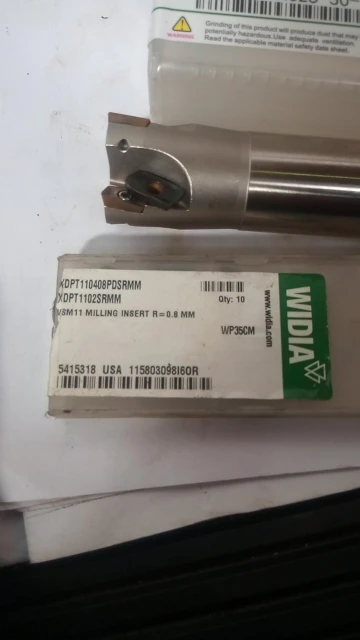 WARNING
Grinding of this product will produce dust that may
potentially hazardous. Use adequate ventilation.
Read the applicable material safety data sheet.
XDPT110408PDSRMM
XDPT1102SRMM
VSM11 MILLING INSERT R=0.8 MM
Qty: 10
WP35CM
5415318 USA 115803098I6OR
www.widia.com
WIDIA